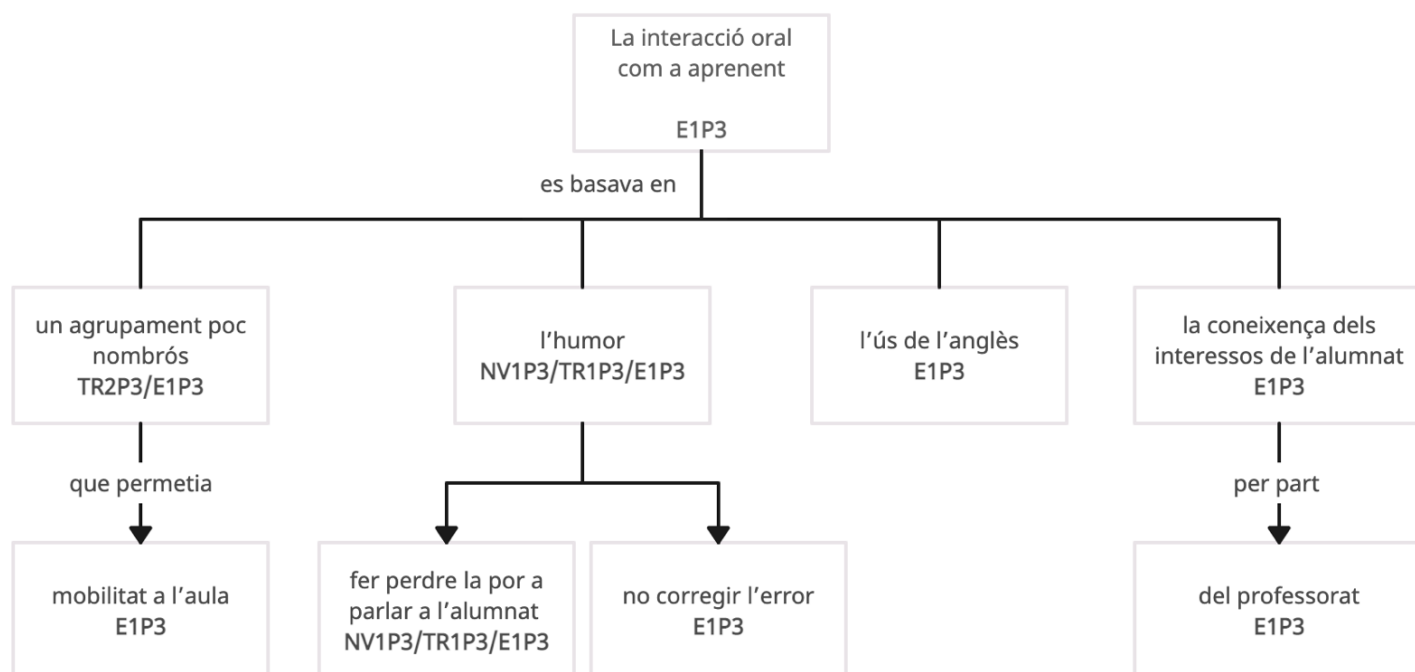 La interacció oral
com a aprenent
E1P3
es basava en
un agrupament poc
nombrós
TR2P3/E1P3
l’humor
NV1P3/TR1P3/E1P3
l’ús de l’anglès
E1P3
la coneixença dels
interessos de l’alumnat
E1P3
que permetia
per part
mobilitat a l’aula
E1P3
fer perdre la por a
parlar a l’alumnat
NV1P3/TR1P3/E1P3
no corregir l’error
E1P3
del professorat
E1P3